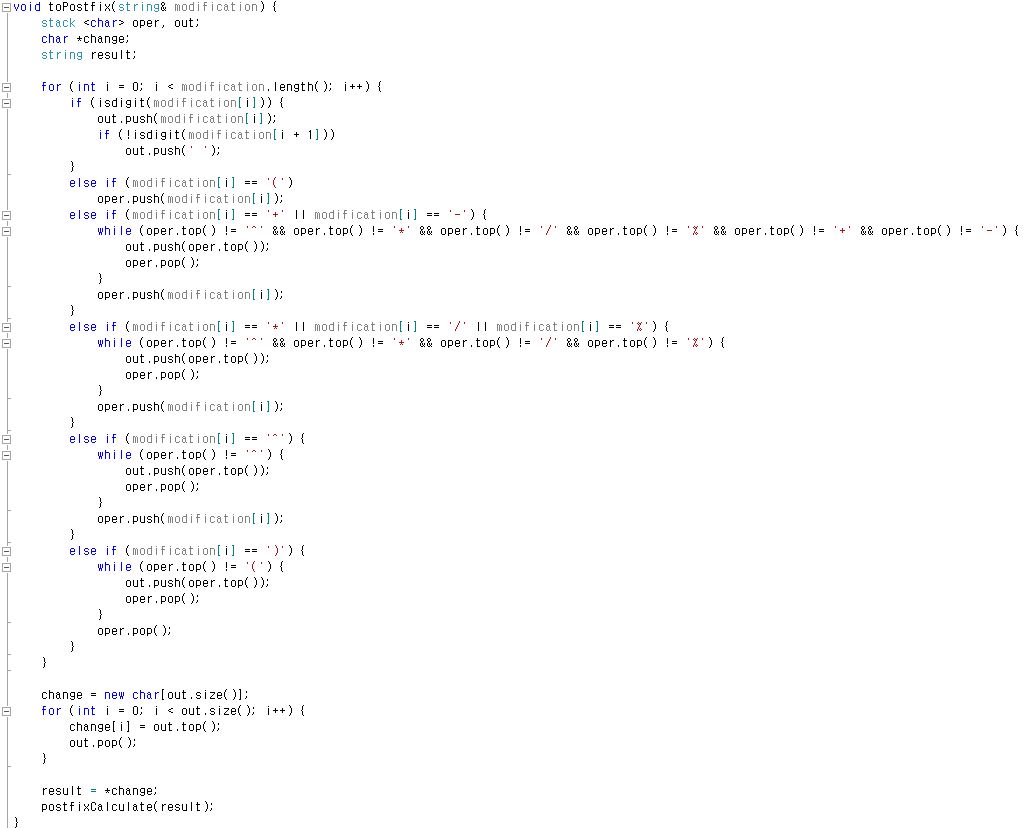 void toPostfix(string& modification) {
    stack <char> oper, out;
    char *change;
    string result;

    for (int i = 0; i < modification.length(); i++) {
        if (isdigit(modification[i])) {
            out.push(modification[i]);
            if (!isdigit(modification[i + 1]))
                out.push(' ');
        }
        else if (modification[i] == '(')
            oper.push(modification[i]);
        else if (modification[i] == '+' || modification[i] == '-') {
            while (oper.top() != '^' && oper.top() != '*' && oper.top() != '/' && oper.top() != '%' && oper.top() != '+' && oper.top() != '-') {
                out.push(oper.top());
                oper.pop();
            }
            oper.push(modification[i]);
        }
        else if (modification[i] == '*' || modification[i] == '/' || modification[i] == '%') {
            while (oper.top() != '^' && oper.top() != '*' && oper.top() != '/' && oper.top() != '%') {
                out.push(oper.top());
                oper.pop();
            }
            oper.push(modification[i]);
        }
        else if (modification[i] == '^') {
            while (oper.top() != '^') {
                out.push(oper.top());
                oper.pop();
            }
            oper.push(modification[i]);
        }
        else if (modification[i] == ')') {
            while (oper.top() != '(') {
                out.push(oper.top());
                oper.pop();
            }
            oper.pop();
        }
    }

    change = new char[out.size()];
    for (int i = 0; i < out.size(); i++) {
        change[i] = out.top();
        out.pop();
    }

    result = *change;
    postfixCalculate(result);
}